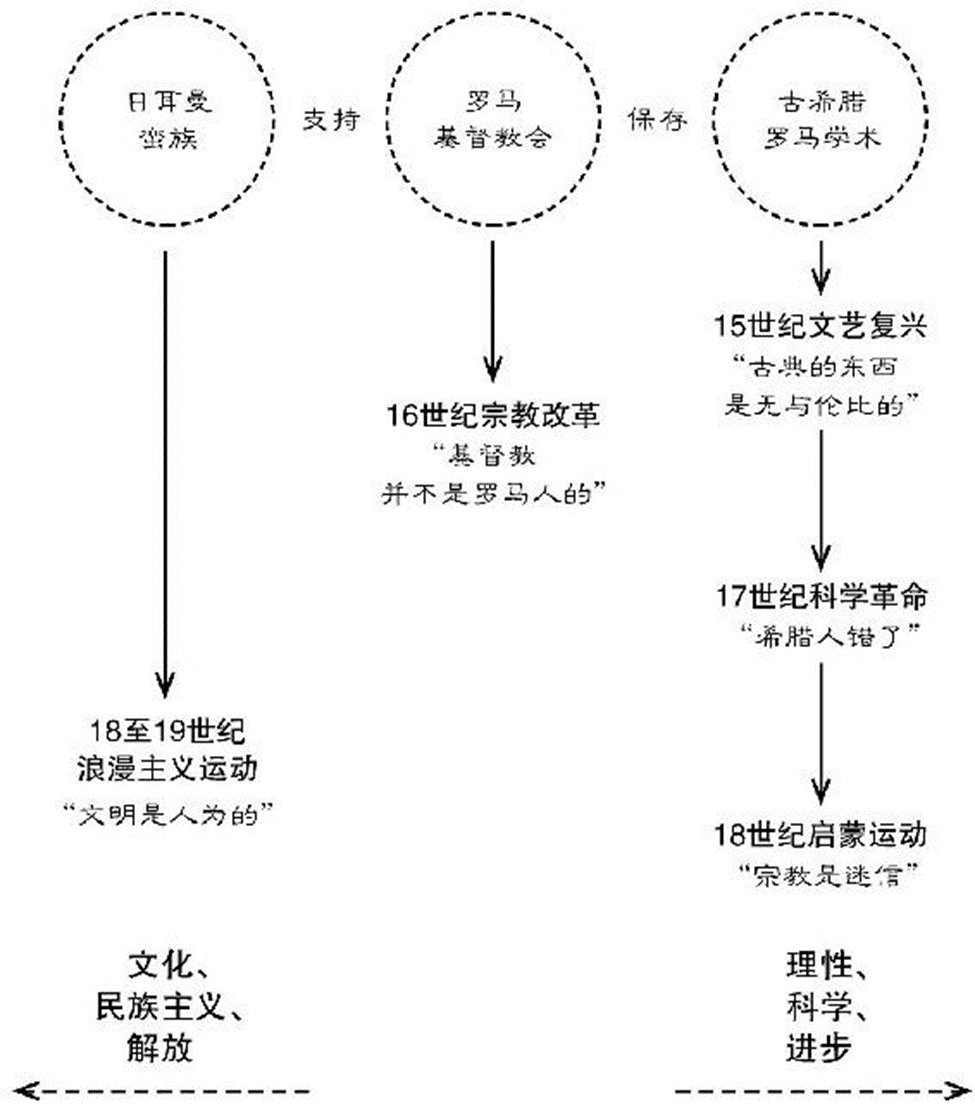 日耳曼
蛮族
支持
罗马
基督教会
保存
古希腊
罗马学术
15世纪文艺复兴
“古典的东西
是无与伦比的”
16世纪宗教改革
“基督教
并不是罗马人的”
17世纪科学革命
“希腊人错了”
18至19世纪
浪漫主义运动
“文明是人为的”
18世纪启蒙运动
“宗教是迷信”
文化、
民族主义、
解放
理性、
科学、
进步